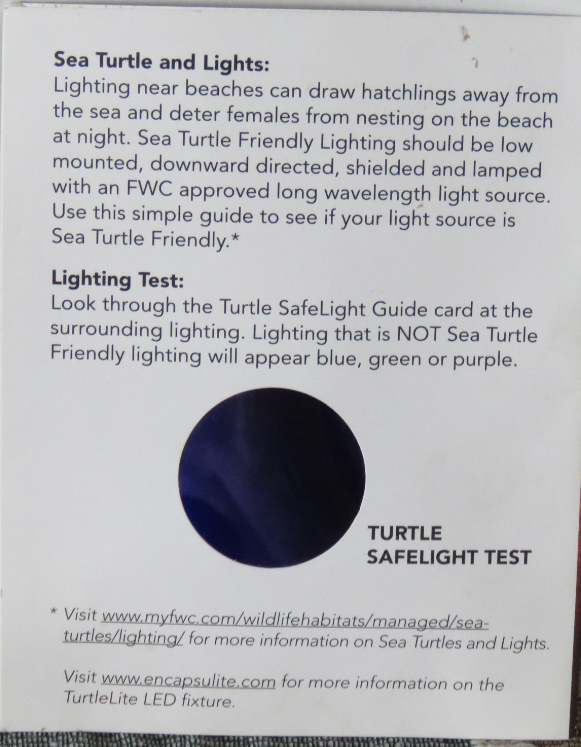 Sea Turtle and Lights:
Lighting near beaches can draw hatchlings away from
the sea and deter females from nesting on the beach
at night. Sea Turtle Friendly Lighting should be low
mounted, downward directed, shielded and lamped
with an FWC approved long wavelength light source.
Use this simple guide to see if your light source is
Sea Turtle Friendly.*
Lighting Test:
Look through the Turtle SafeLight Guide card at the
surrounding lighting. Lighting that is NOT Sea Turtle
Friendly lighting will appear blue, green or purple.
TURTLE
SAFELIGHT TEST
* Visit www.myfwc.com/wildlifehabitats/managed/sea-
turtles/lighting/ for more information on Sea Turtles and Lights.
Visit www.encapsulite.com for more information on the
TurtleLite LED fixture.